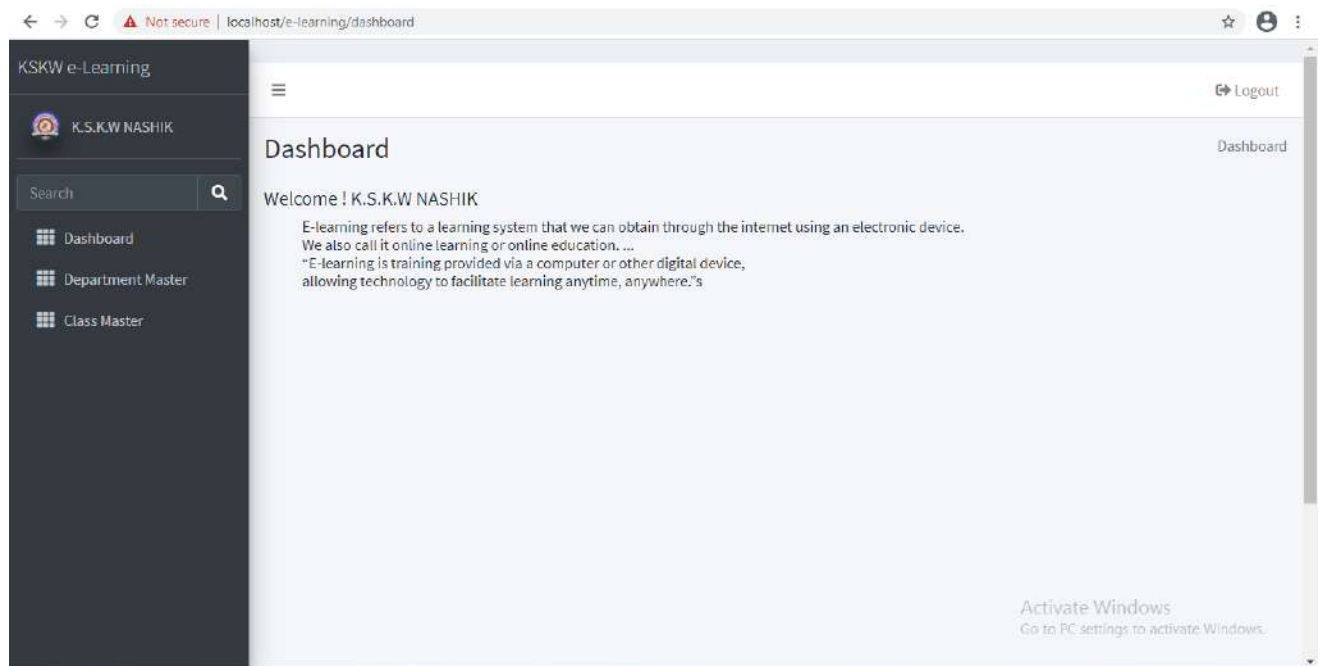 Not secure | localhost/e-learning/dashboard
KSKW e-Learning
Logout
K.S.K.W NASHIK
Dashboard
Dashboard
Search
Welcome ! K.S.K.W NASHIK
E-learning refers to a learning system that we can obtain through the internet using an electronic device.
We also call it online learning or online education. ...
“E-learning is training provided via a computer or other digital device,
allowing technology to facilitate learning anytime, anywhere.”s
Dashboard
Department Master
Class Master
Activate Windows
Go to PC settings to activate Windows.